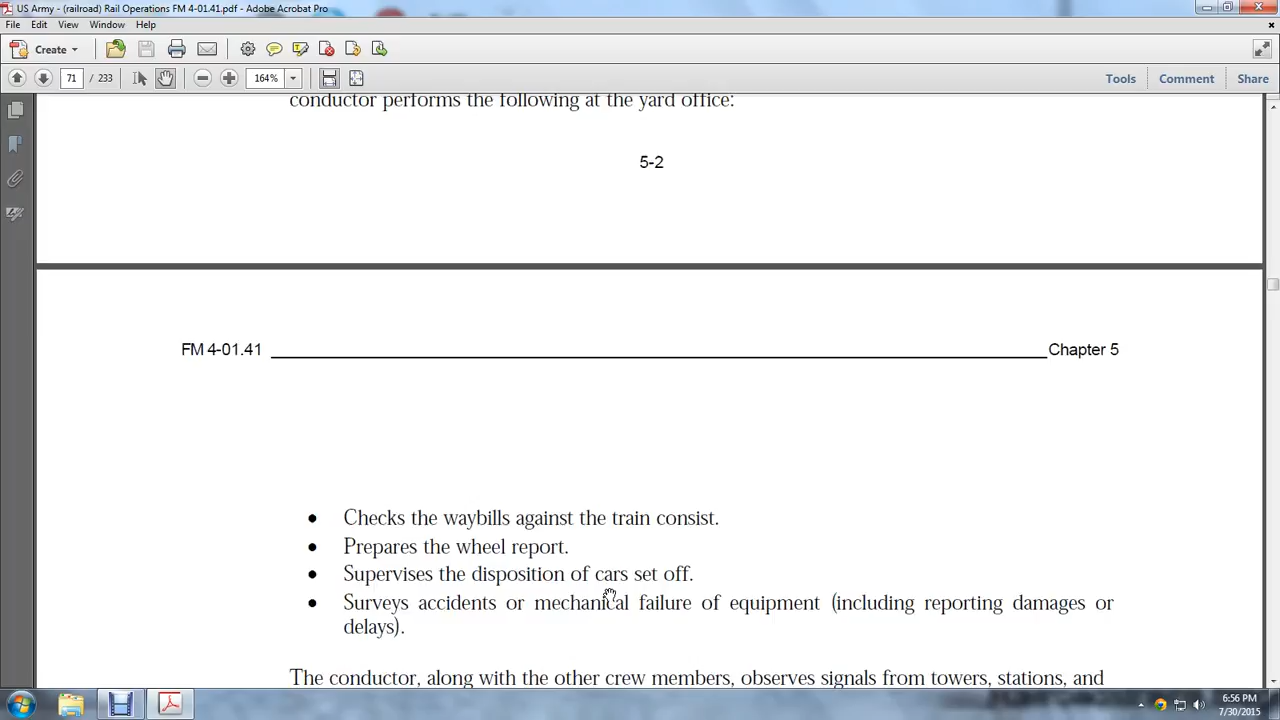 US Army - (railroad) Rail Operations FM 4-01.41.pdf - Adobe Acrobat Pro
File Edit View Window Help
Create
71 / 233 164% Tools Comment Share
conductor performs the following at the yard office:
5-2
FM 4-01.41 Chapter 5
• Checks the waybills against the train consist.
• Prepares the wheel report.
• Supervises the disposition of cars set off.
• Surveys accidents or mechanical failure of equipment (including reporting damages or
delays).
The conductor, along with the other crew members, observes signals from towers, stations, and
6:56 PM
7/30/2015